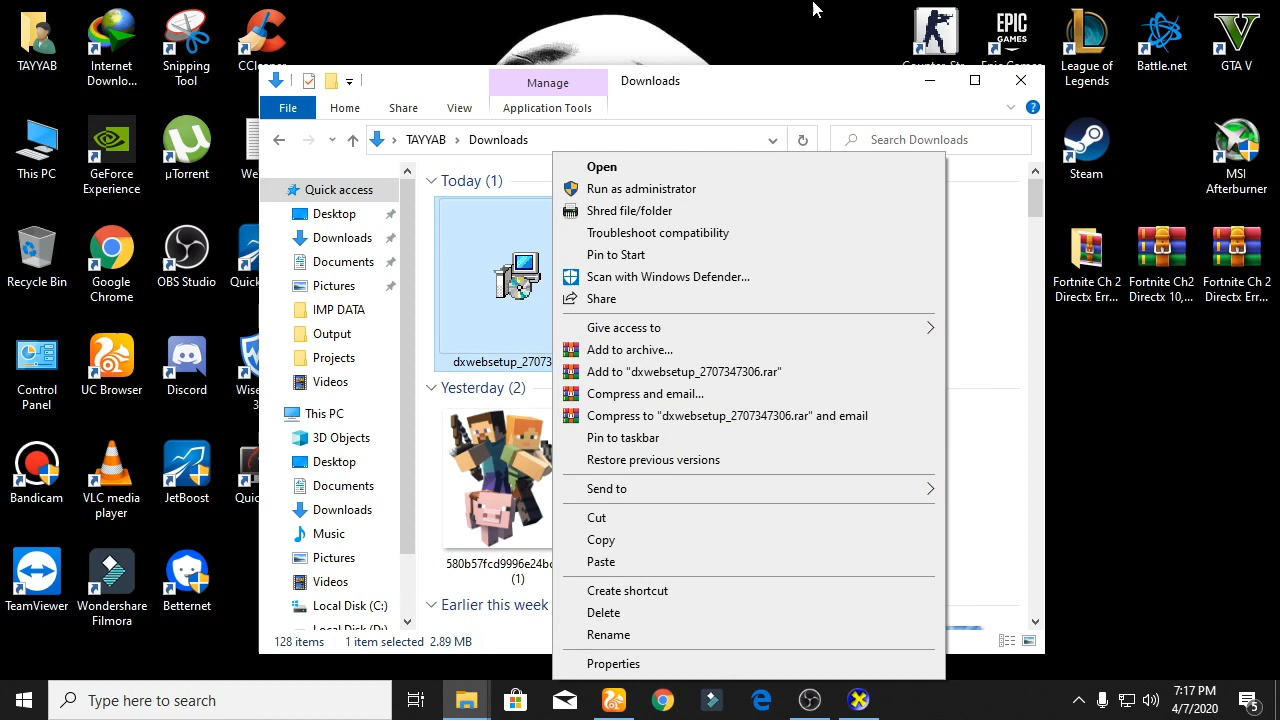 TAYYAB
Internet
Downlo...
Snipping
Tool
CCleaner
Counter-Str
Epic Games
EPIC
GAMES
League of
Legends
Battle.net
GTA V
Manage
Downloads
File
Home
Share
View
Application Tools
TAYYAB
Downloads
Search Downloads
This PC
GeForce
Experience
µTorrent
We
Steam
MSI
Afterburner
Quick access
Desktop
Downloads
Documents
Pictures
IMP DATA
Output
Projects
Videos
This PC
3D Objects
Desktop
Documents
Downloads
Music
Pictures
Videos
Local Disk (C:)
Local Disk (D:)
Today (1)
dxwebsetup_27073
Yesterday (2)
580b57fcd9996e24bc
(1)
Earlier this week
Open
Run as administrator
Shred file/folder
Troubleshoot compatibility
Pin to Start
Scan with Windows Defender...
Share
Give access to
Add to archive...
Add to "dxwebsetup_2707347306.rar"
Compress and email...
Compress to "dxwebsetup_2707347306.rar" and email
Pin to taskbar
Restore previous versions
Send to
Cut
Copy
Paste
Create shortcut
Delete
Rename
Properties
Recycle Bin
Google
Chrome
OBS Studio
Quick
Fortnite Ch 2
Directx Err...
Fortnite Ch2
Directx 10,...
Fortnite Ch 2
Directx Err...
Control
Panel
UC Browser
Discord
Wise
3
Bandicam
VLC media
player
JetBoost
Quic
TeamViewer
Wondershare
Filmora
Betternet
128 items
1 item selected
2.89 MB
Type here to search
7:17 PM
4/7/2020
5